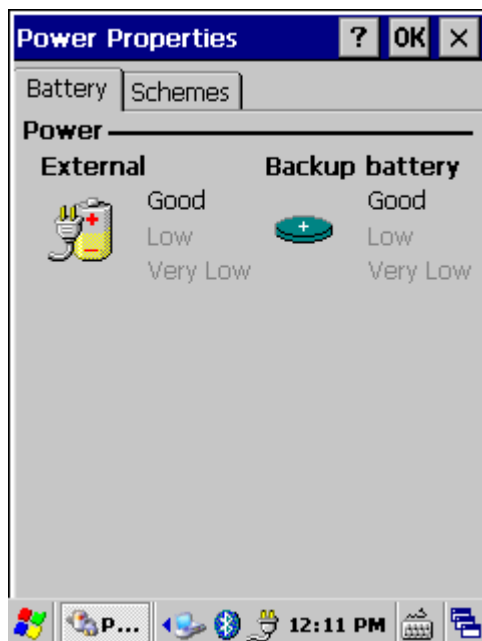 Power Properties ? OK ×
Battery Schemes
Power
External Backup battery
Good Good
Low Low
Very Low Very Low
P... 12:11 PM